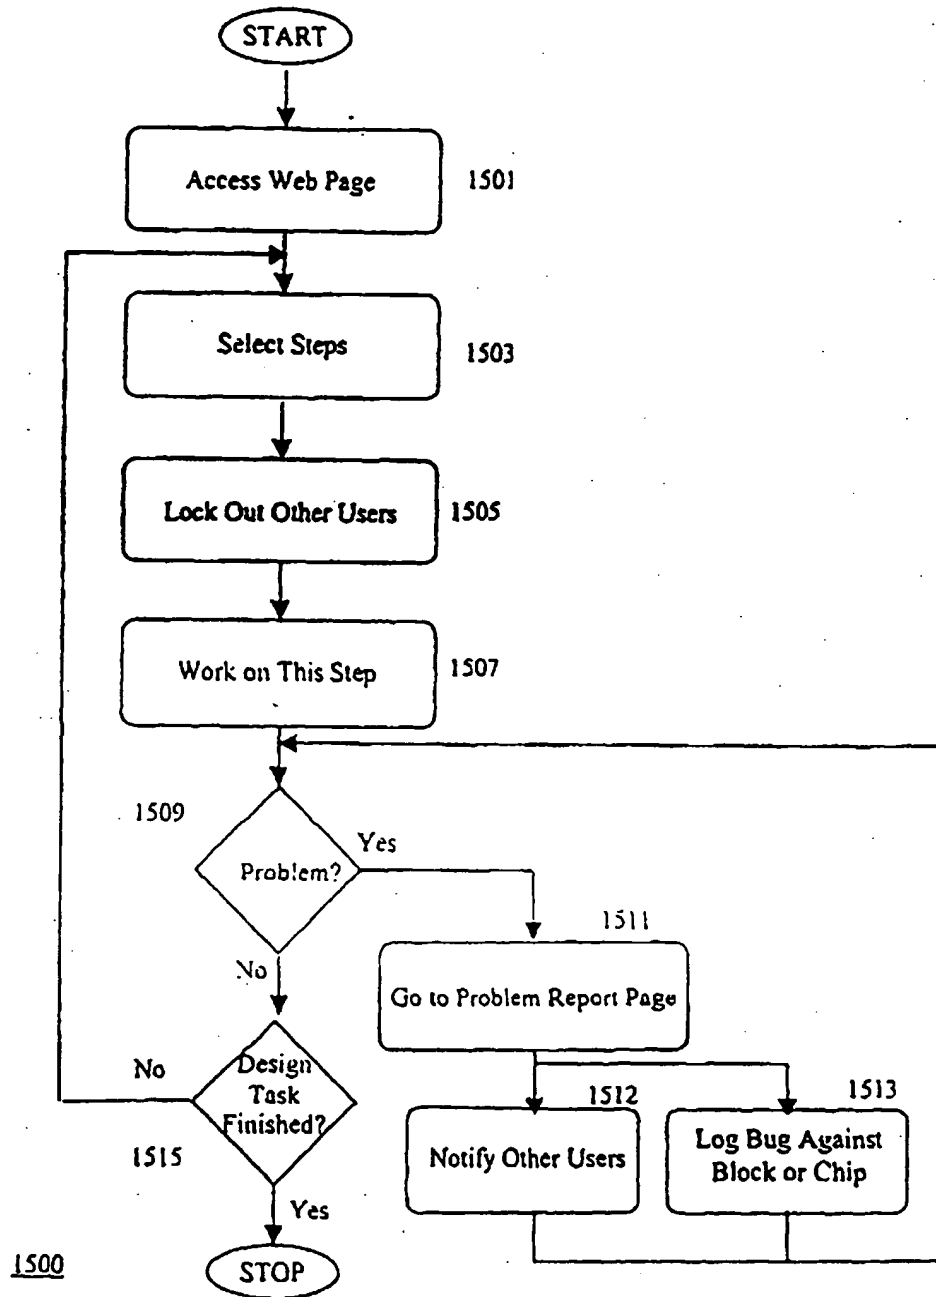 START
Access Web Page
1501
Select Steps
1503
Lock Out Other Users
1505
Work on This Step
1507
1509
Problem?
Yes
No
1511
Go to Problem Report Page
No
Design
Task
Finished?
1515
Yes
1512
Notify Other Users
1513
Log Bug Against
Block or Chip
STOP
1500